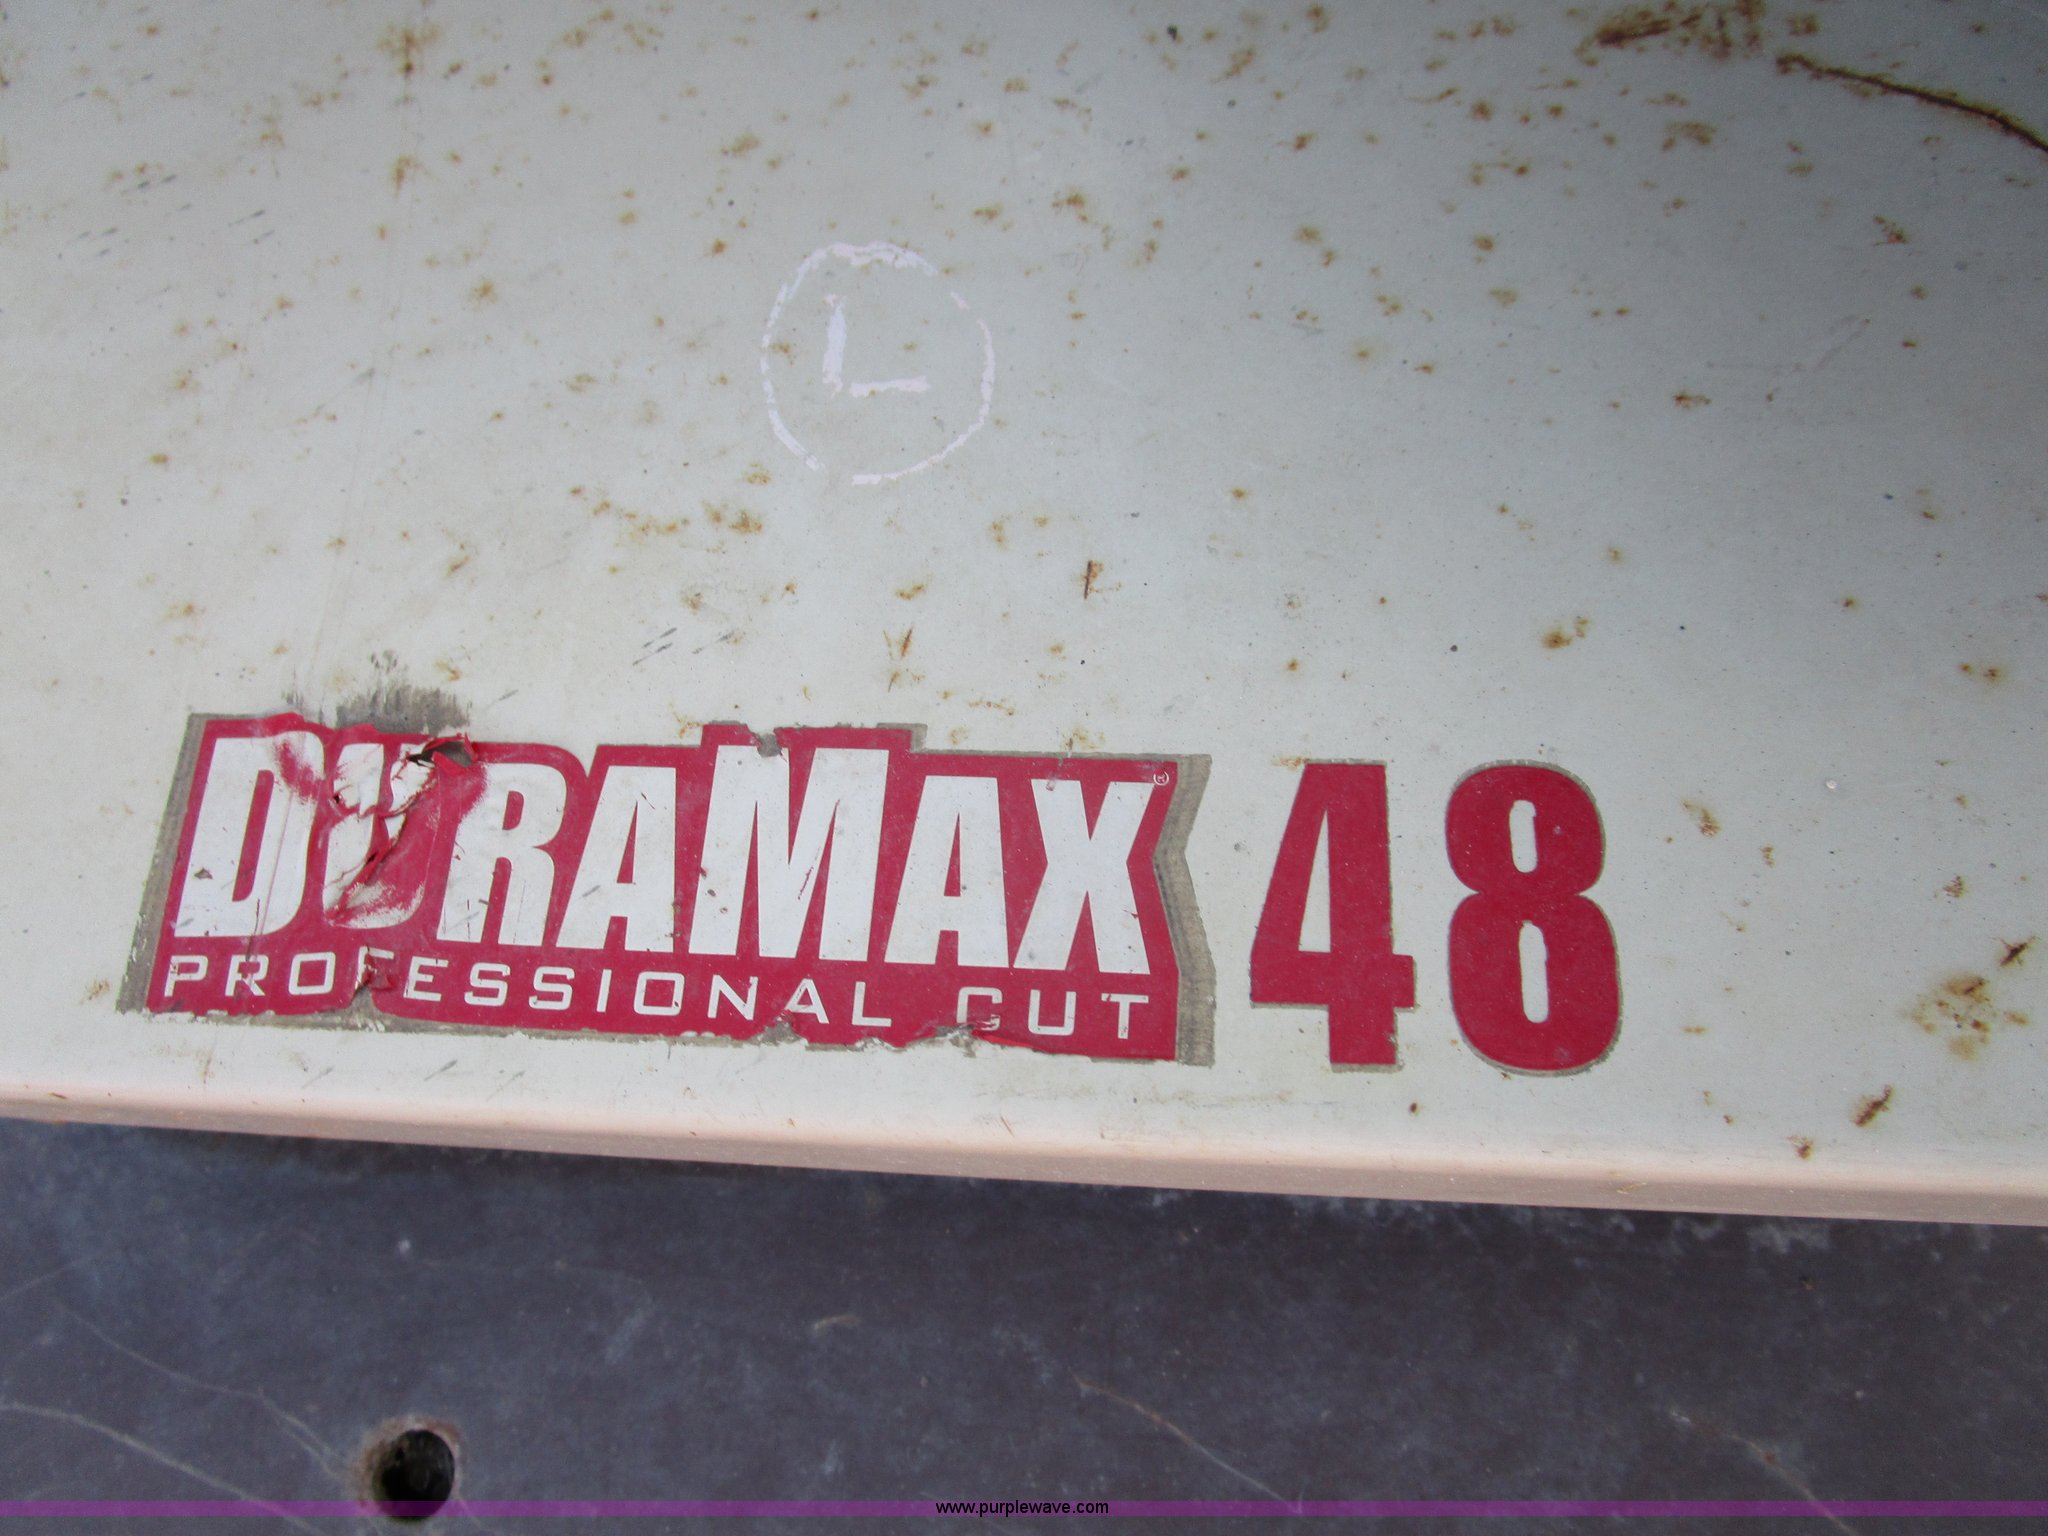 L
DURAMAX® 48
PROFESSIONAL CUT
www.purplewave.com